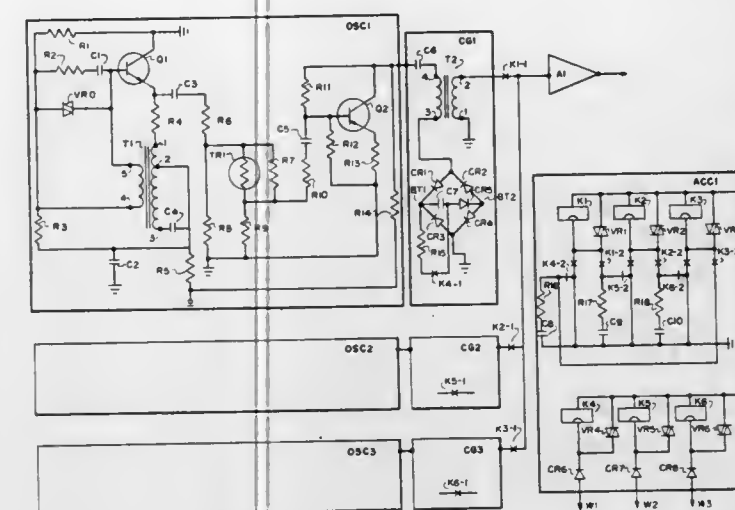 OSC1
R1
R2
C1
Q1
VRD
C3
R4
R6
T1
1
2
5
4
3
C4
R3
C2
R5
TR1
R7
R8
R9
R11
C5
R10
R12
Q2
R13
R14
CG1
C6
T2
4
2
3
1
CR1
CR2
BT1
C7
CR5
BT2
CR3
CR4
R15
K4-1
K1-1
A1
ACC1
K1
K2
K3
VR1
VR2
K4-2
K1-2
K2-2
K3-2
R16
R17
K5-2
R18
K6-2
C8
C9
C10
OSC2
CG2
K2-1
K5-1
OSC3
CG3
K3-1
K6-1
K4
K5
K6
VR4
VR5
VR6
CR6
CR7
CR8
W1
W2
W3